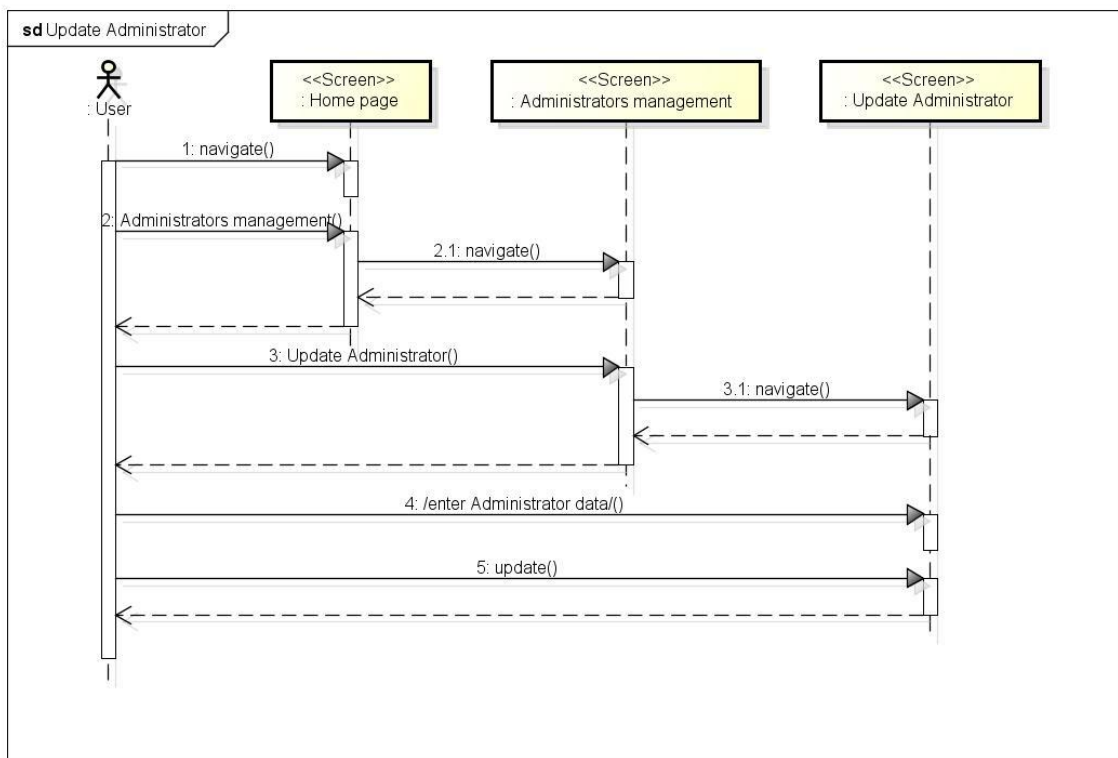 sd Update Administrator
: User
<<Screen>>
: Home page
<<Screen>>
: Administrators management
<<Screen>>
: Update Administrator
1: navigate()
2: Administrators management()
2.1: navigate()
3: Update Administrator()
3.1: navigate()
4: /enter Administrator data/()
5: update()